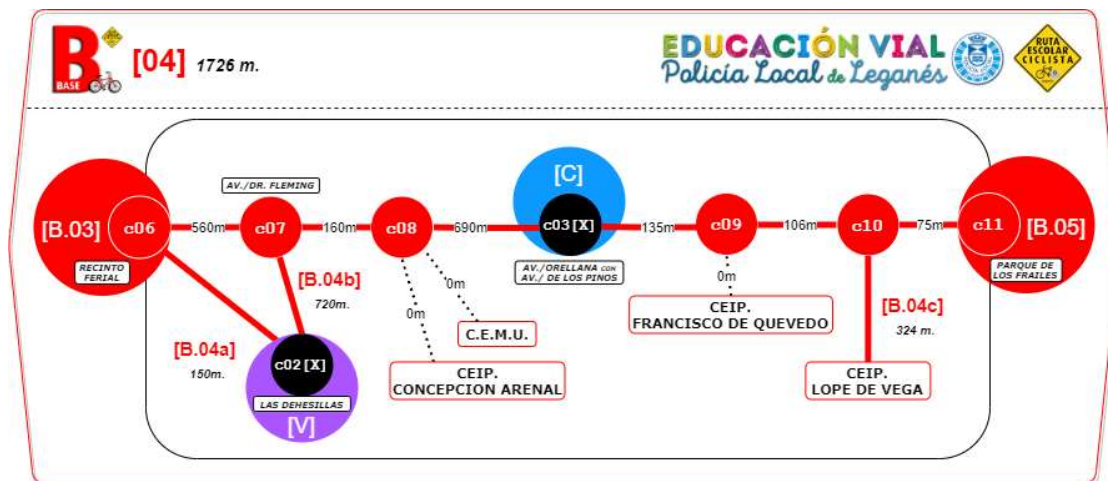 B
BASE
[04] 1726 m.
EDUCACIÓN VIAL
Policía Local de Leganés
RUTA
ESCOLAR
CICLISTA
[B.03]
c06
RECINTO
FERIAL
560m
AV./DR. FLEMING
c07
160m
c08
690m
[C]
c03 [X]
AV./ORELLANA CON
AV./ DE LOS PINOS
135m
c09
106m
c10
75m
c11
[B.05]
PARQUE DE
LOS FRAILES
[B.04a]
150m.
[B.04b]
720m.
c02 [X]
LAS DEHESILLAS
[V]
0m
0m
C.E.M.U.
CEIP.
CONCEPCION ARENAL
0m
CEIP.
FRANCISCO DE QUEVEDO
[B.04c]
324 m.
CEIP.
LOPE DE VEGA